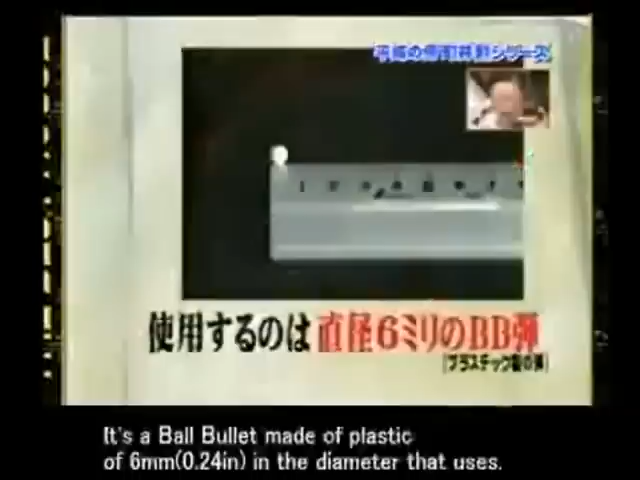 使用するのは直径6ミリのBB弾
(プラスチック製の弾)
It's a Ball Bullet made of plastic
of 6mm(0.24in) in the diameter that uses.